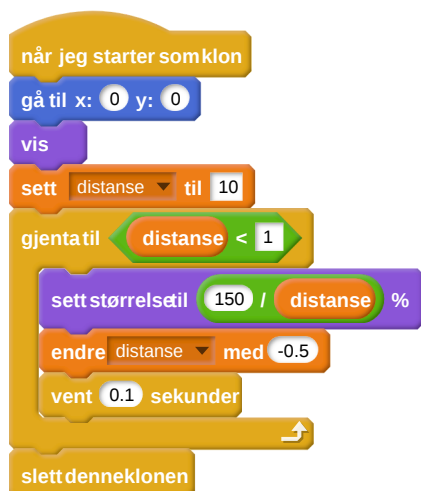 når jeg starter som klon
gå til x: 0 y: 0
vis
sett distanse til 10
gjenta til distanse < 1
sett størrelse til 150 / distanse %
endre distanse med -0.5
vent 0.1 sekunder
slett denne klonen